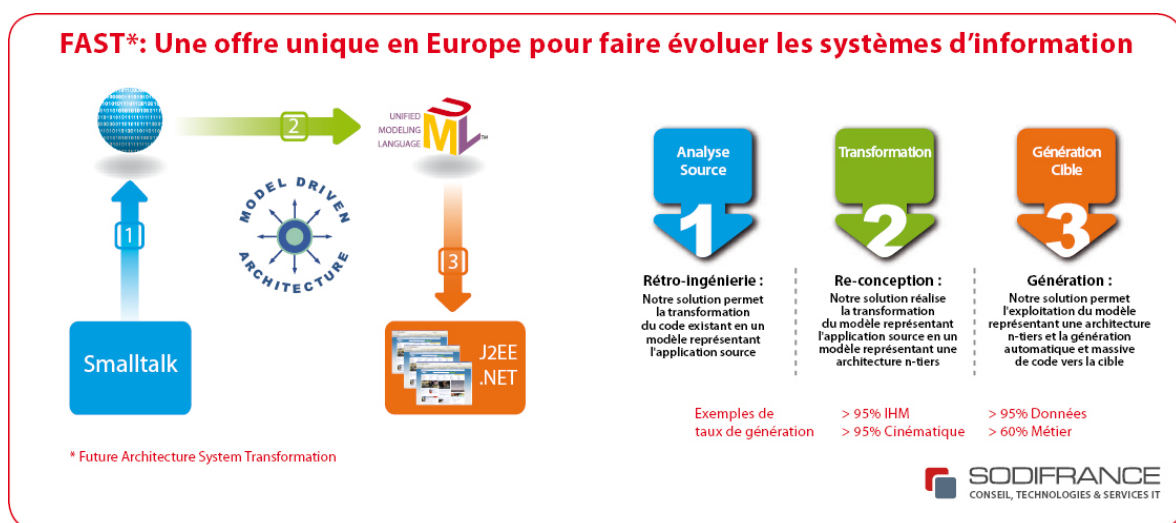 FAST*: Une offre unique en Europe pour faire évoluer les systèmes d'information
2
UNIFIED
MODELING
LANGUAGE
UML™
1
MODEL DRIVEN
ARCHITECTURE
3
Smalltalk
J2EE
.NET
* Future Architecture System Transformation
Analyse
Source
1
Rétro-ingénierie :
Notre solution permet
la transformation
du code existant en un
modèle représentant
l'application source
Transformation
2
Re-conception :
Notre solution réalise
la transformation
du modèle représentant
l'application source en un
modèle représentant une
architecture n-tiers
Génération
Cible
3
Génération :
Notre solution permet
l'exploitation du modèle
représentant une architecture
n-tiers et la génération
automatique et massive
de code vers la cible
Exemples de
taux de génération
> 95% IHM
> 95% Cinématique
> 95% Données
> 60% Métier
SODIFRANCE
CONSEIL, TECHNOLOGIES & SERVICES IT